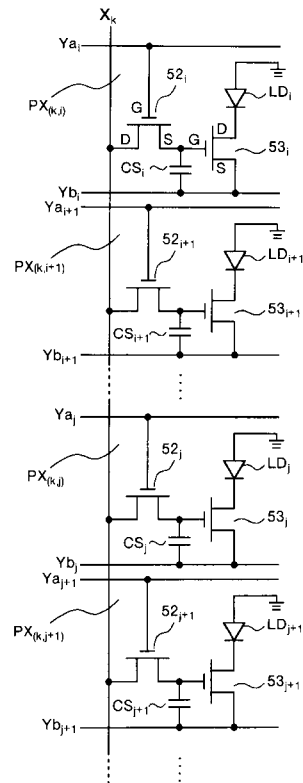 Xₖ
Yaᵢ
52ᵢ
PX₍ₖ,ᵢ₎
LDᵢ
G
D S G D
CSᵢ
S
53ᵢ
Ybᵢ
Yaᵢ₊₁
52ᵢ₊₁
PX₍ₖ,ᵢ₊₁₎
LDᵢ₊₁
CSᵢ₊₁
53ᵢ₊₁
Ybᵢ₊₁
Yaⱼ
52ⱼ
PX₍ₖ,ⱼ₎
LDⱼ
CSⱼ
53ⱼ
Ybⱼ
Yaⱼ₊₁
52ⱼ₊₁
PX₍ₖ,ⱼ₊₁₎
LDⱼ₊₁
CSⱼ₊₁
53ⱼ₊₁
Ybⱼ₊₁